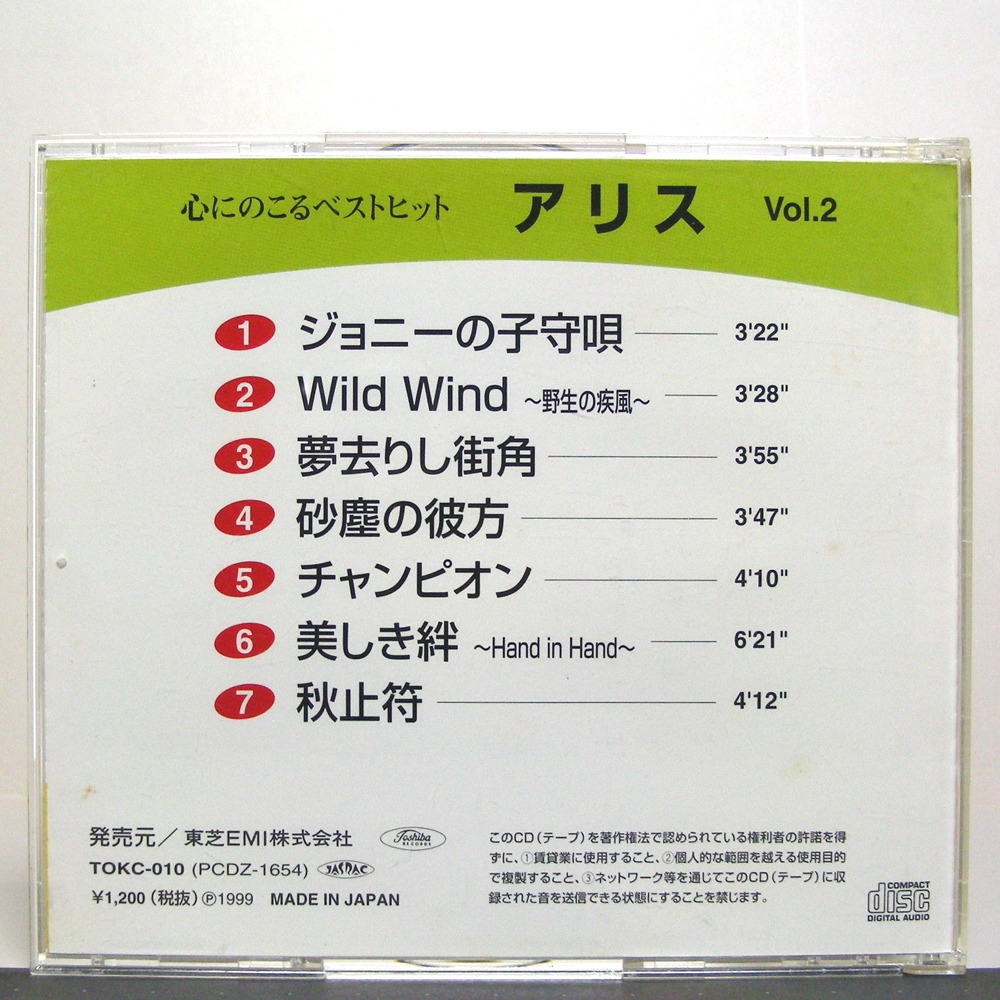 心にのこるベストヒット アリス Vol.2
1 ジョニーの子守唄 3'22"
2 Wild Wind ～野生の疾風～ 3'28"
3 夢去りし街角 3'55"
4 砂塵の彼方 3'47"
5 チャンピオン 4'10"
6 美しき絆 ～Hand in Hand～ 6'21"
7 秋止符 4'12"
発売元／東芝EMI株式会社 Toshiba RECORDS
TOKC-010 (PCDZ-1654) JASRAC
¥1,200(税抜)Ⓟ1999 MADE IN JAPAN
このCD(テープ)を著作権法で認められている権利者の許諾を得
ずに、①賃貸業に使用すること、②個人的な範囲を越える使用目的
で複製すること、③ネットワーク等を通じてこのCD(テープ)に収
録された音を送信できる状態にすることを禁じます。
COMPACT
disc
DIGITAL AUDIO